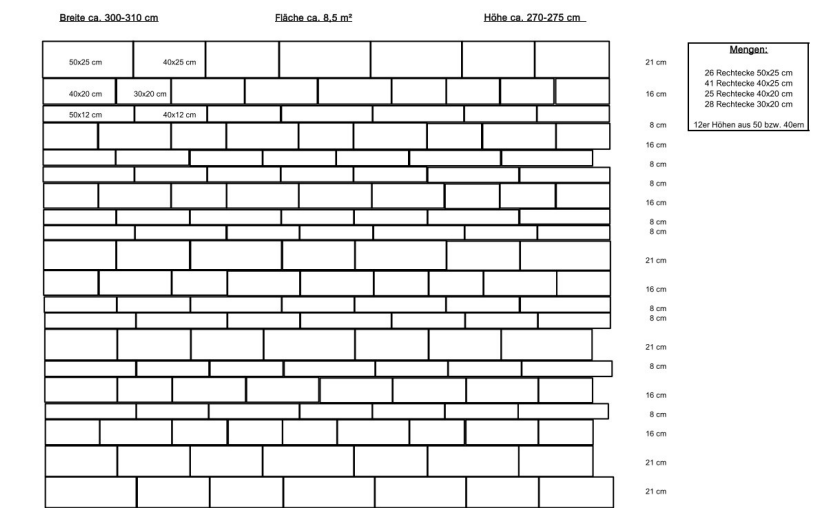 Breite ca. 300-310 cm
Fläche ca. 8,5 m²
Höhe ca. 270-275 cm
50x25 cm
40x25 cm
21 cm
40x20 cm
30x20 cm
16 cm
50x12 cm
40x12 cm
8 cm
16 cm
8 cm
8 cm
16 cm
8 cm
8 cm
21 cm
16 cm
8 cm
8 cm
21 cm
8 cm
16 cm
8 cm
16 cm
21 cm
21 cm
Mengen:
26 Rechtecke 50x25 cm
41 Rechtecke 40x25 cm
25 Rechtecke 40x20 cm
28 Rechtecke 30x20 cm
12er Höhen aus 50 bzw. 40em